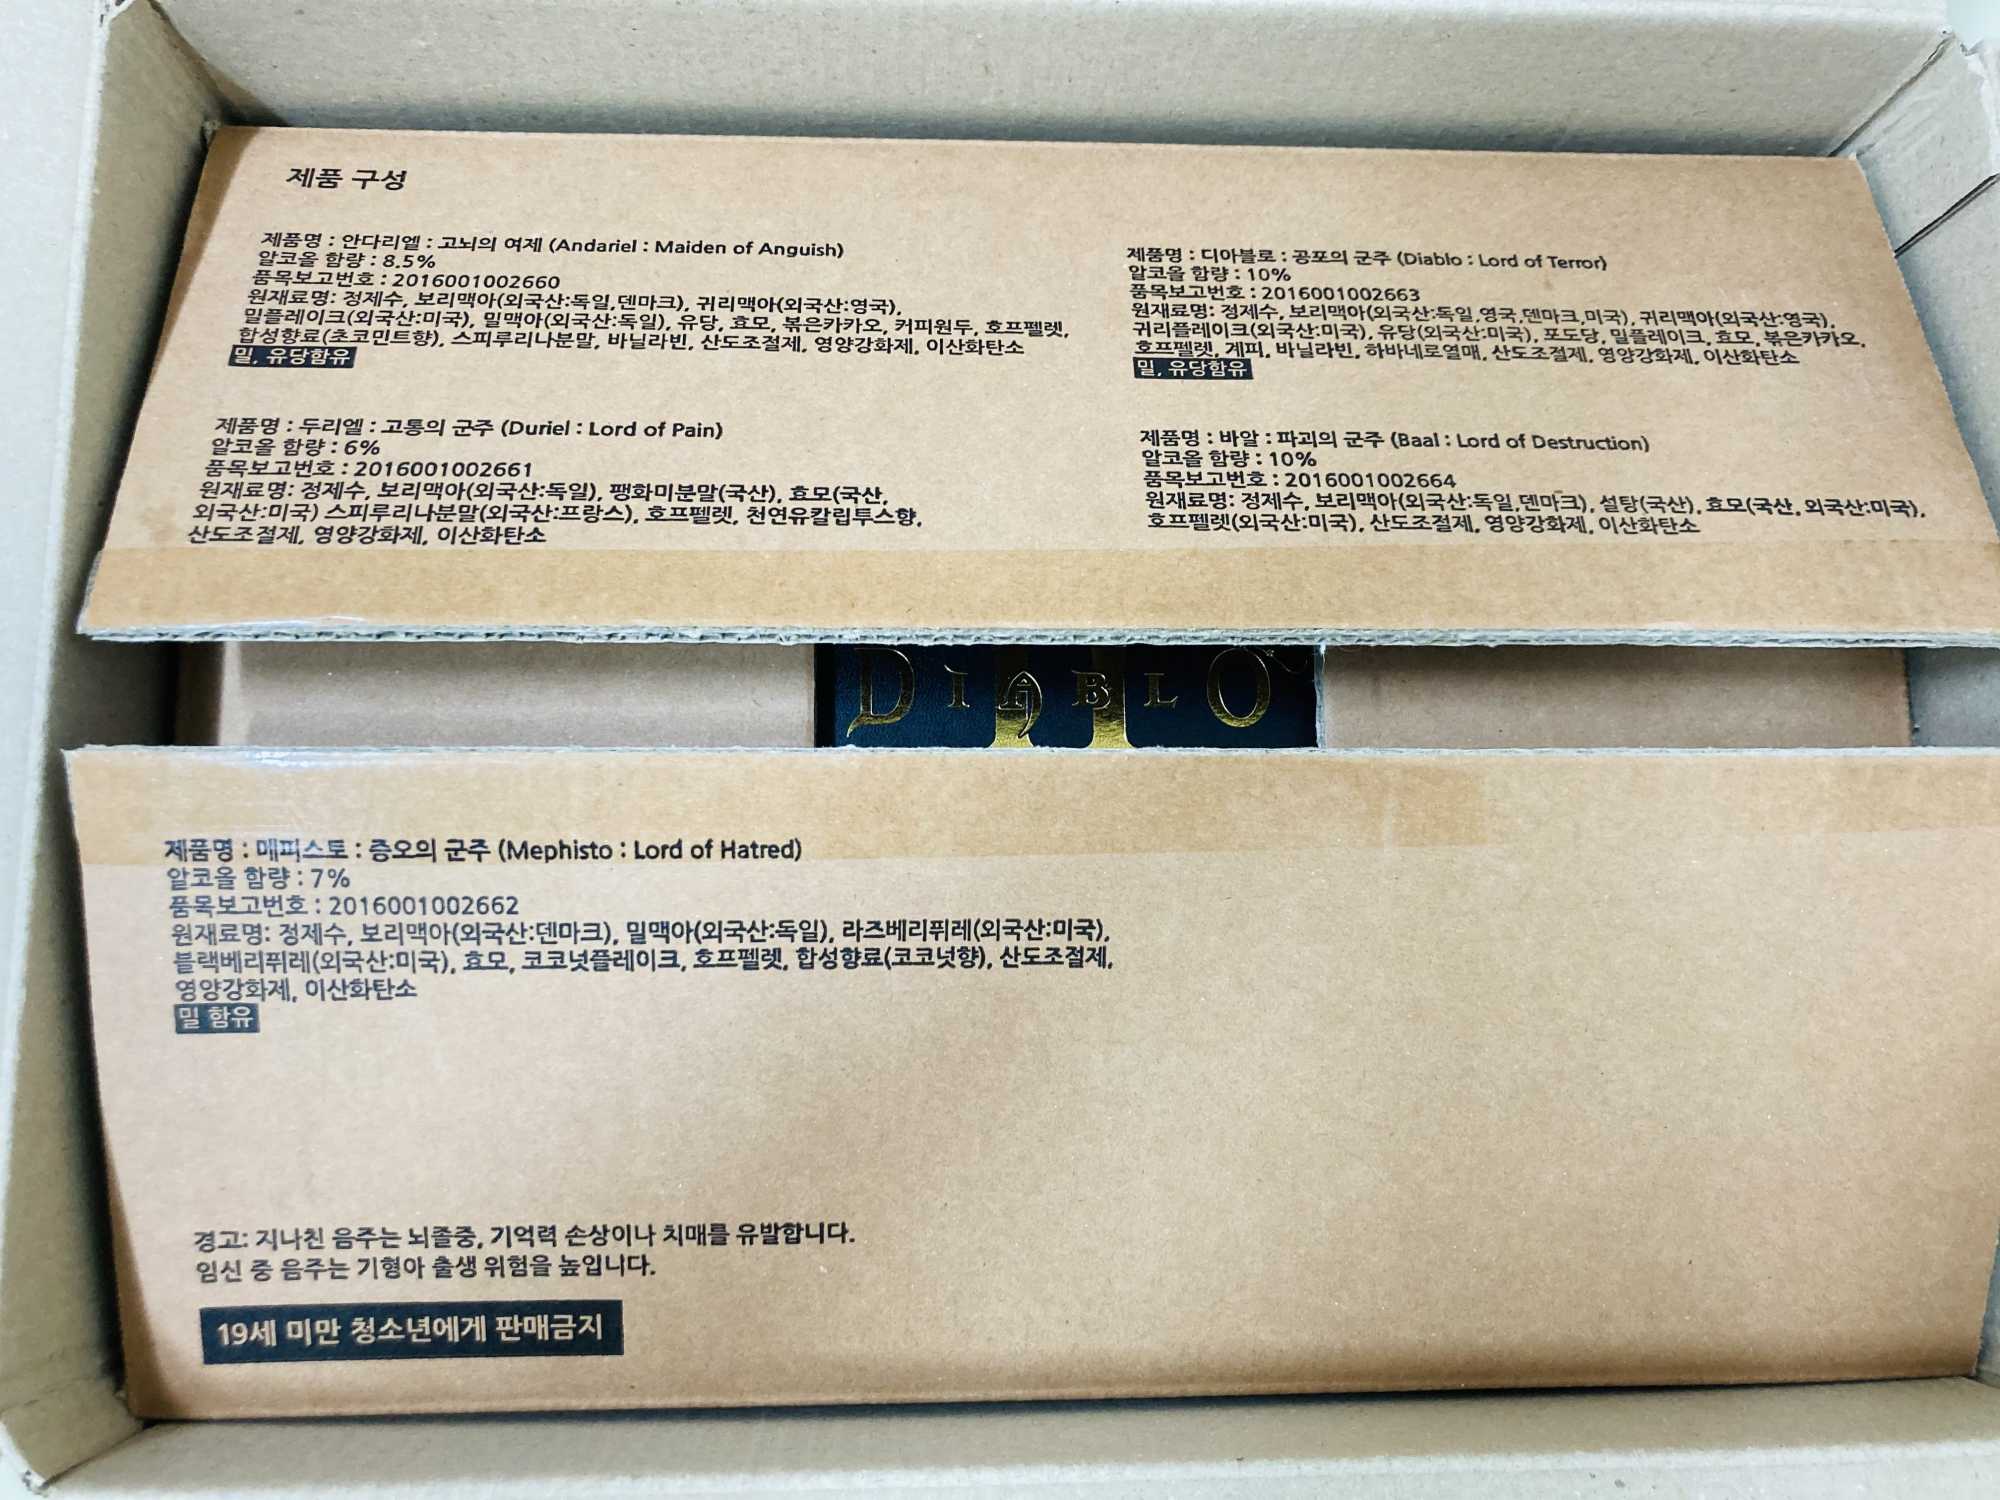 제품 구성
제품명 : 안다리엘 : 고뇌의 여제 (Andariel : Maiden of Anguish)
알코올 함량 : 8.5%
품목보고번호 : 2016001002660
원재료명: 정제수, 보리맥아(외국산:독일,덴마크), 귀리맥아(외국산:영국),
밀플레이크(외국산:미국), 밀맥아(외국산:독일), 유당, 효모, 볶은카카오, 커피원두, 호프펠렛,
합성향료(초코민트향), 스피루리나분말, 바닐라빈, 산도조절제, 영양강화제, 이산화탄소
밀, 유당함유
제품명 : 두리엘 : 고통의 군주 (Duriel : Lord of Pain)
알코올 함량 : 6%
품목보고번호 : 2016001002661
원재료명: 정제수, 보리맥아(외국산:독일), 팽화미분말(국산), 효모(국산,
외국산:미국) 스피루리나분말(외국산:프랑스), 호프펠렛, 천연유칼립투스향,
산도조절제, 영양강화제, 이산화탄소
제품명 : 디아블로 : 공포의 군주 (Diablo : Lord of Terror)
알코올 함량 : 10%
품목보고번호 : 2016001002663
원재료명: 정제수, 보리맥아(외국산:독일,영국,덴마크,미국), 귀리맥아(외국산:영국),
귀리플레이크(외국산:미국), 유당(외국산:미국), 포도당, 밀플레이크, 효모, 볶은카카오,
호프펠렛, 계피, 바닐라빈, 하바네로열매, 산도조절제, 영양강화제, 이산화탄소
밀, 유당함유
제품명 : 바알 : 파괴의 군주 (Baal : Lord of Destruction)
알코올 함량 : 10%
품목보고번호 : 2016001002664
원재료명: 정제수, 보리맥아(외국산:독일,덴마크), 설탕(국산), 효모(국산, 외국산:미국),
호프펠렛(외국산:미국), 산도조절제, 영양강화제, 이산화탄소
DIABLO
제품명 : 메피스토 : 증오의 군주 (Mephisto : Lord of Hatred)
알코올 함량 : 7%
품목보고번호 : 2016001002662
원재료명: 정제수, 보리맥아(외국산:덴마크), 밀맥아(외국산:독일), 라즈베리퓌레(외국산:미국),
블랙베리퓌레(외국산:미국), 효모, 코코넛플레이크, 호프펠렛, 합성향료(코코넛향), 산도조절제,
영양강화제, 이산화탄소
밀 함유
경고: 지나친 음주는 뇌졸중, 기억력 손상이나 치매를 유발합니다.
임신 중 음주는 기형아 출생 위험을 높입니다.
19세 미만 청소년에게 판매금지